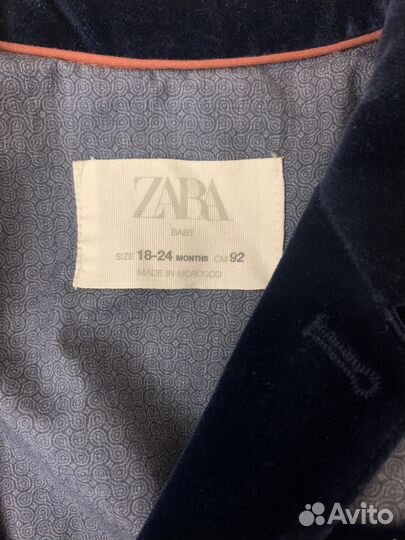 ZARA
BABY
SIZE 18-24 MONTHS CM 92
MADE IN MOROCCO
Avito